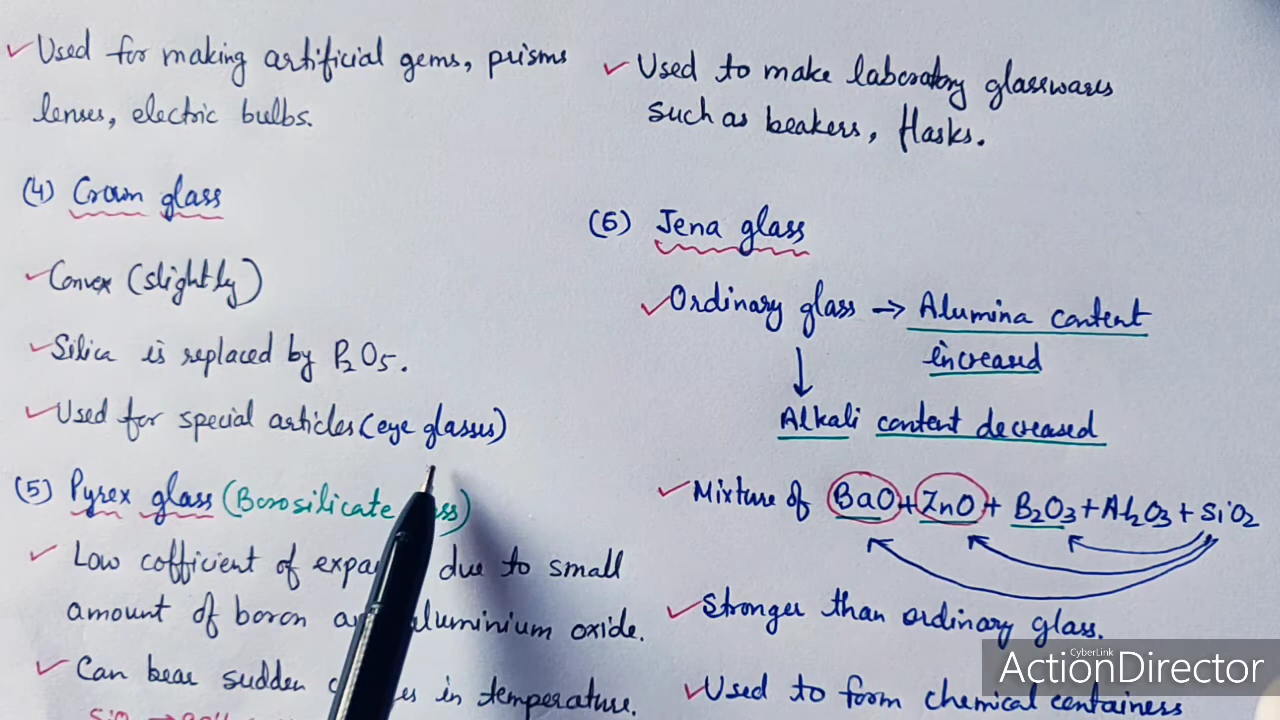 Used for making artificial gems, prisms
lenses, electric bulbs.
(4) Crown glass
Convex (slightly)
Silica is replaced by P2O5.
Used for special articles (eye glasses)
(5) Pyrex glass (Borosilicate
Low cofficient of expa due to small
amount of boron aluminium oxide.
Can bear sudden in temperature.
Used to make laboratory glasswares
such as beakers, flasks.
(6) Jena glass
Ordinary glass → Alumina content
increased
Alkali content decreased
Mixture of BaO + ZnO + B2O3 + Al2O3 + SiO2
Stronger than ordinary glass.
Used to form chemical containers
CyberLink
ActionDirector